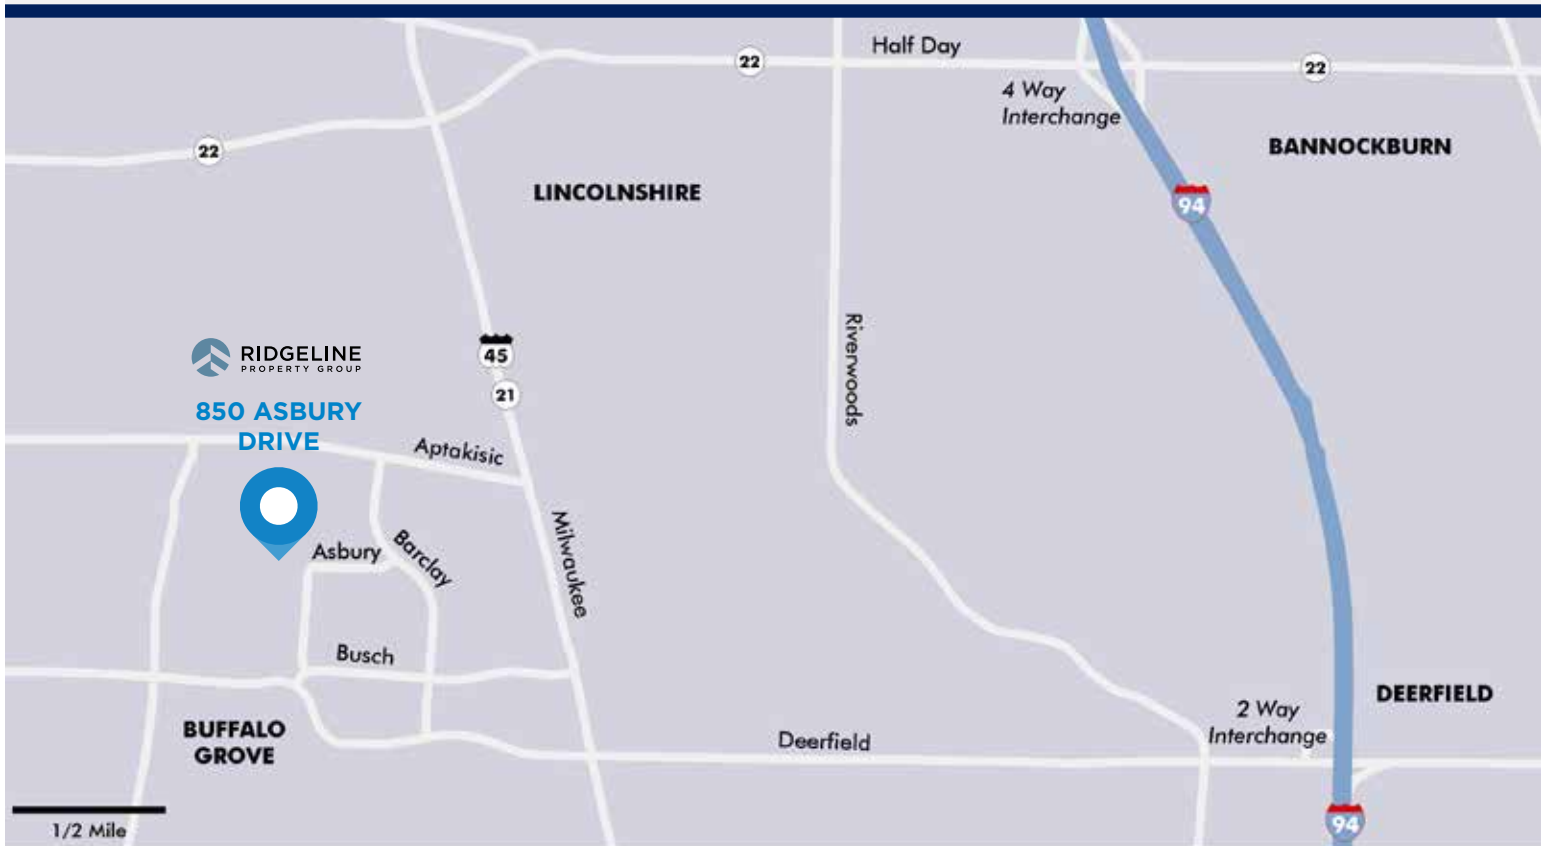 Half Day
22
22
4 Way
Interchange
BANNOCKBURN
22
LINCOLNSHIRE
94
Riverwoods
RIDGELINE
PROPERTY GROUP
45
21
850 ASBURY
DRIVE
Aptakisic
Milwaukee
Asbury
Barclay
Busch
DEERFIELD
2 Way
Interchange
BUFFALO
GROVE
Deerfield
94
1/2 Mile